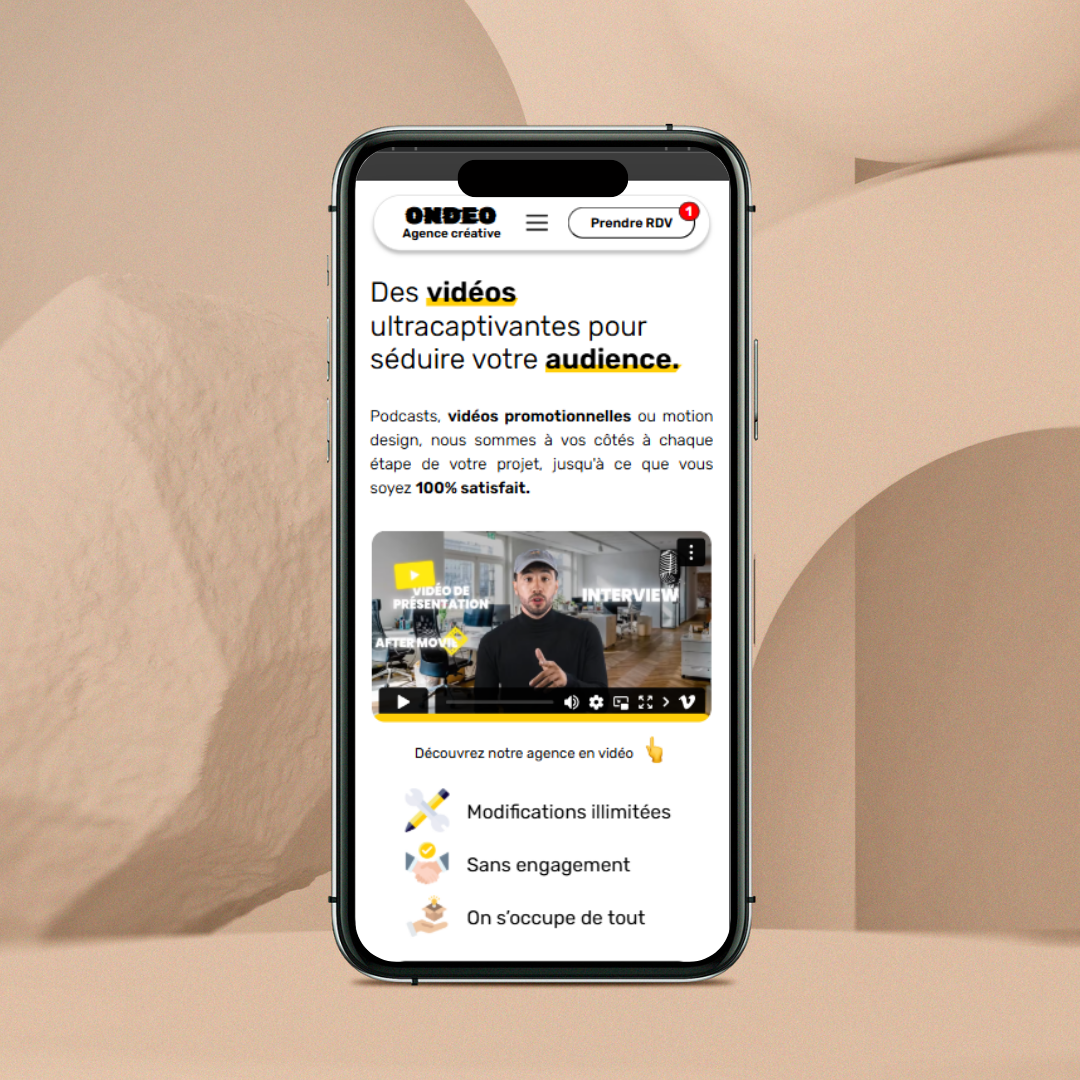 ONDEO
Agence créative
Prendre RDV
1
Des vidéos
ultracaptivantes pour
séduire votre audience.
Podcasts, vidéos promotionnelles ou motion
design, nous sommes à vos côtés à chaque
étape de votre projet, jusqu'à ce que vous
soyez 100% satisfait.
VIDÉO DE
PRÉSENTATION
INTERVIEW
AFTER MOVIE
Découvrez notre agence en vidéo
Modifications illimitées
Sans engagement
On s’occupe de tout